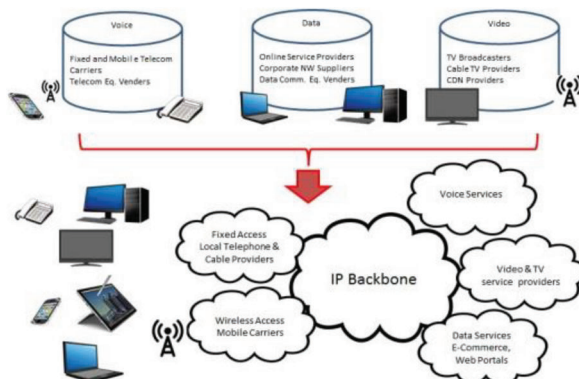 Voice
Fixed and Mobile Telecom
Carriers
Telecom Eq. Venders
Data
Online Service Providers
Corporate NW Suppliers
Data Comm. Eq. Venders
Video
TV Broadcasters
Cable TV Providers
CDN Providers
Voice Services
Fixed Access
Local Telephone &
Cable Providers
IP Backbone
Video & TV
service providers
Wireless Access
Mobile Carriers
Data Services
E-Commerce,
Web Portals